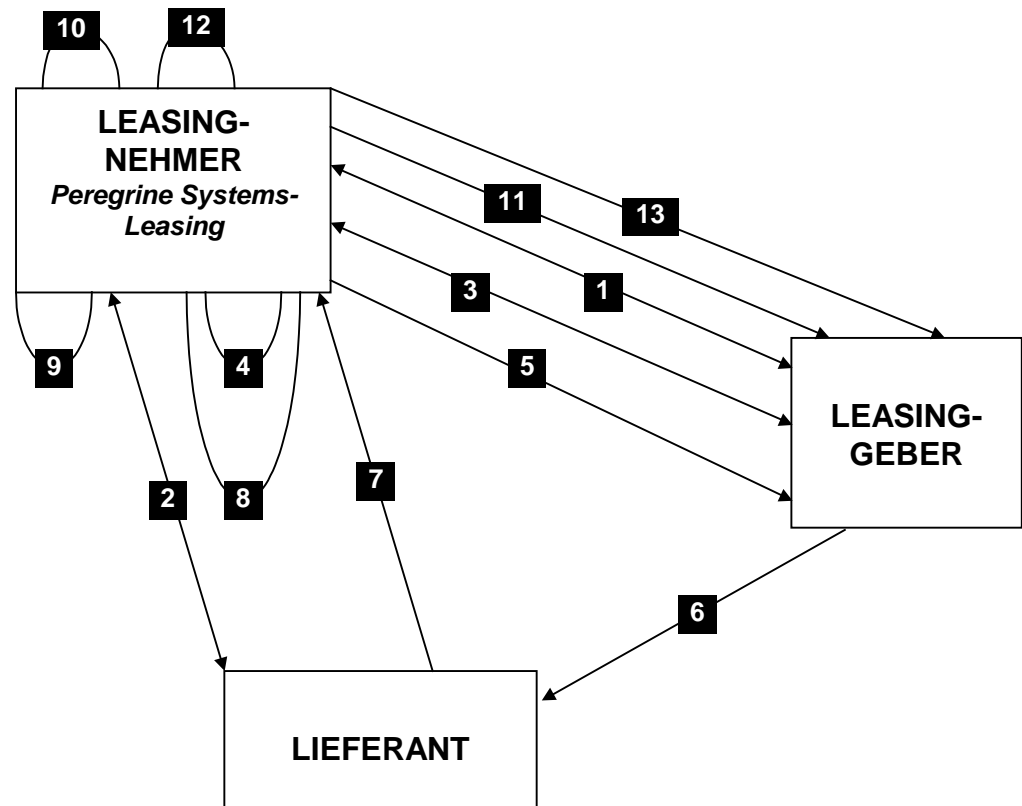 10
12
LEASING-
NEHMER
Peregrine Systems-
Leasing
11
13
3
1
9
4
5
LEASING-
GEBER
2
8
7
6
LIEFERANT